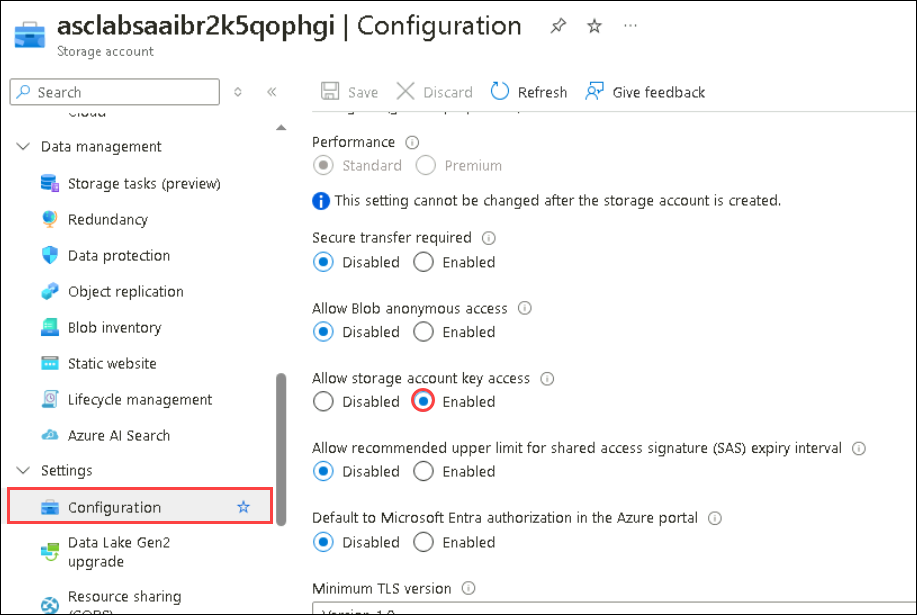 asclabsaaibr2k5qophgi | Configuration
Storage account
Search
Save Discard Refresh Give feedback
Cloud
Data management
Storage tasks (preview)
Redundancy
Data protection
Object replication
Blob inventory
Static website
Lifecycle management
Azure AI Search
Settings
Configuration
Data Lake Gen2
upgrade
Resource sharing
(CORS)
Performance
Standard Premium
This setting cannot be changed after the storage account is created.
Secure transfer required
Disabled Enabled
Allow Blob anonymous access
Disabled Enabled
Allow storage account key access
Disabled Enabled
Allow recommended upper limit for shared access signature (SAS) expiry interval
Disabled Enabled
Default to Microsoft Entra authorization in the Azure portal
Disabled Enabled
Minimum TLS version
Version 1.0